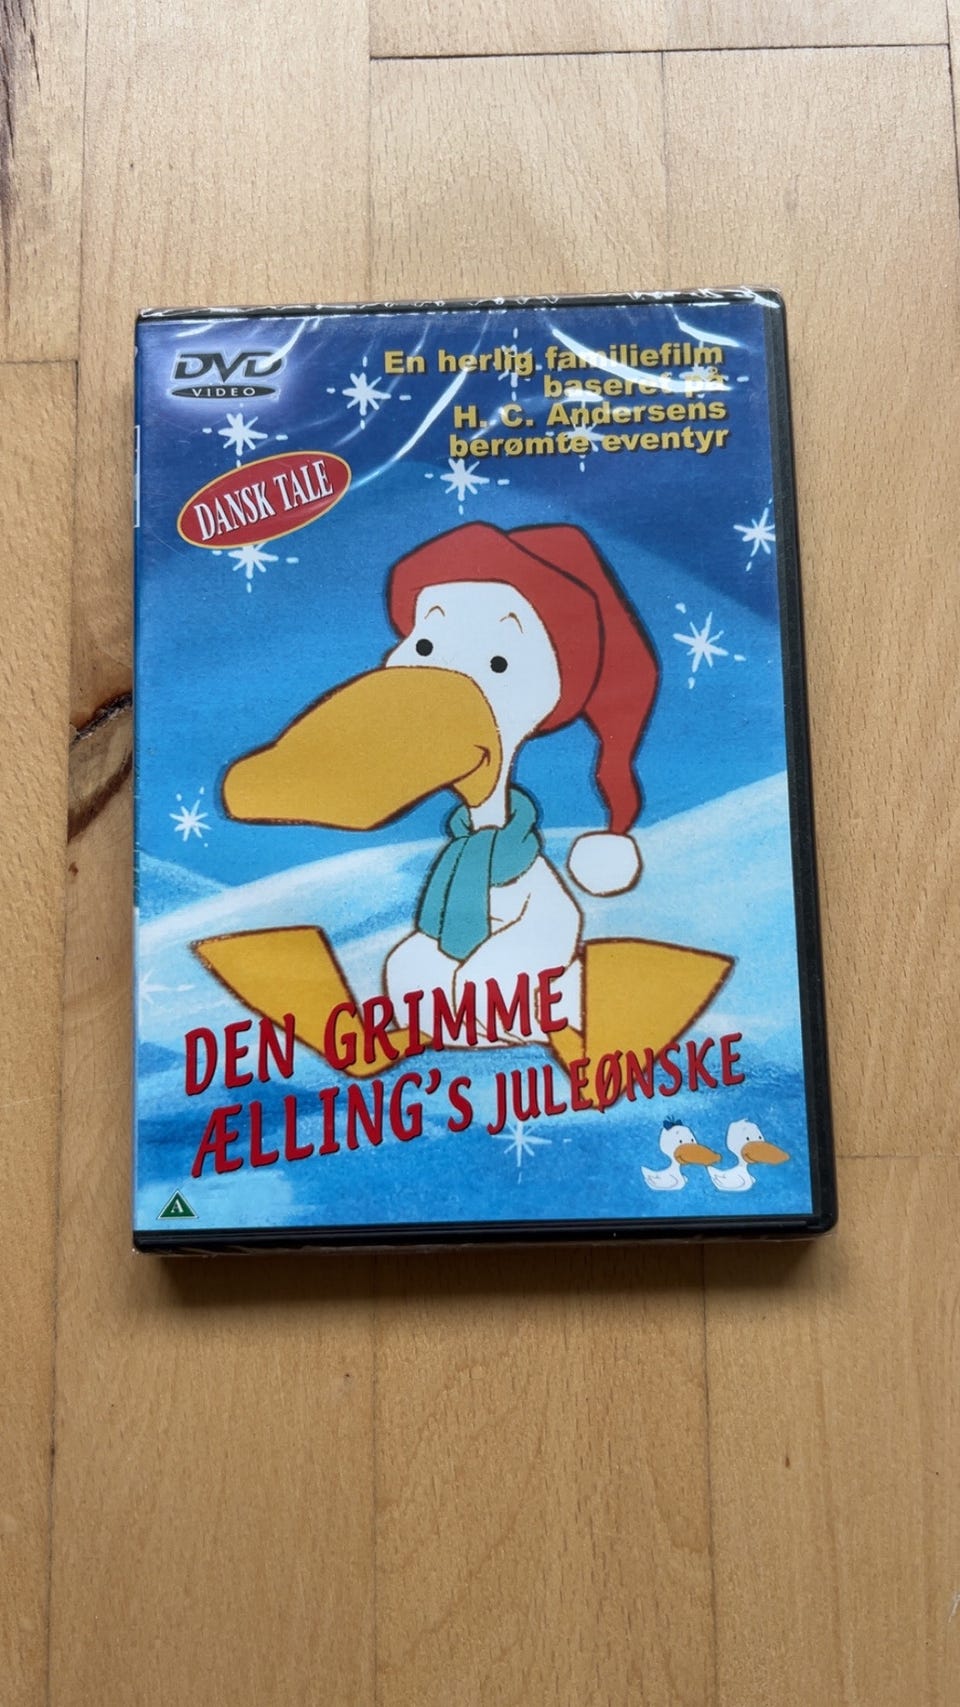 DVD
VIDEO
En herlig familiefilm
baseret på
H. C. Andersens
berømte eventyr
DANSK TALE
DEN GRIMME
ÆLLING'S JULEØNSKE
A